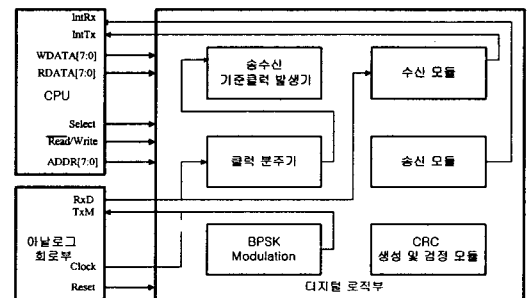 IntRx
IntTx
WDATA[7:0]
RDATA[7:0]
CPU
Select
Read/Write
ADDR[7:0]
RxD
TxM
아날로그
회로부
Clock
Reset
송수신
기준클럭 발생기
수신 모듈
클럭 분주기
송신 모듈
BPSK
Modulation
CRC
생성 및 검정 모듈
디지털 로직부